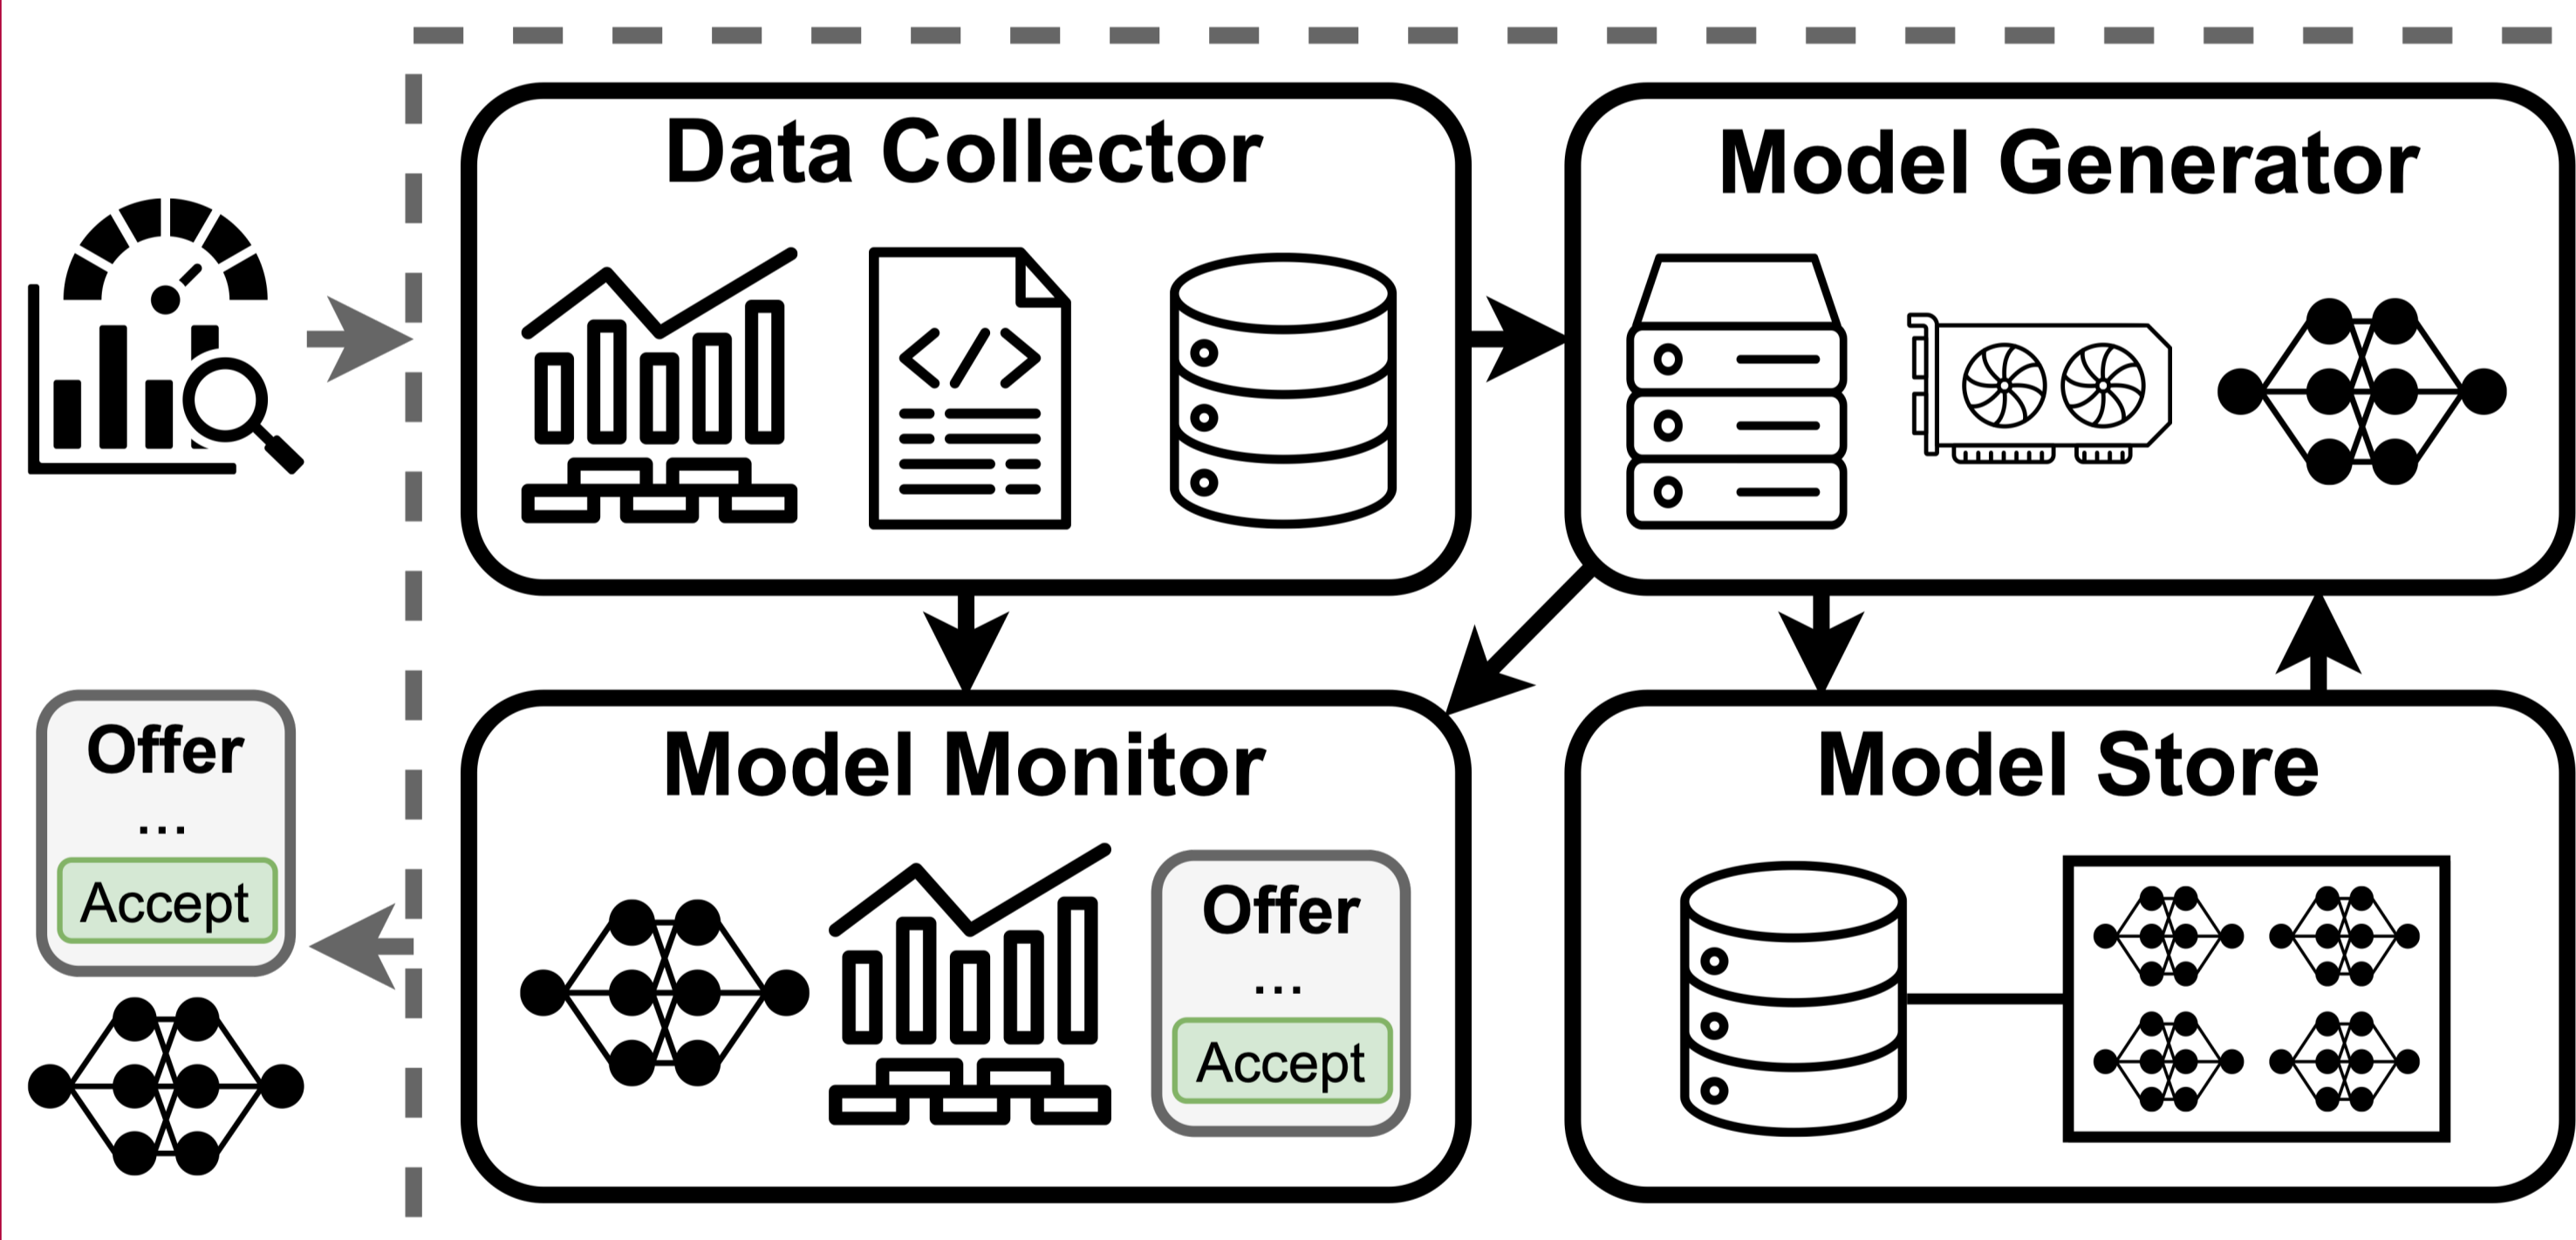 Data Collector
</>
Model Generator
Offer
...
Accept
Model Monitor
Offer
...
Accept
Model Store